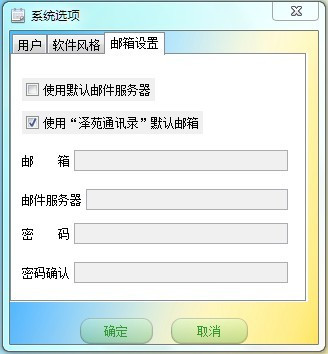 系统选项
用户 软件风格 邮箱设置
使用默认邮件服务器
使用“泽苑通讯录”默认邮箱
邮 箱
邮件服务器
密 码
密码确认
确定 取消